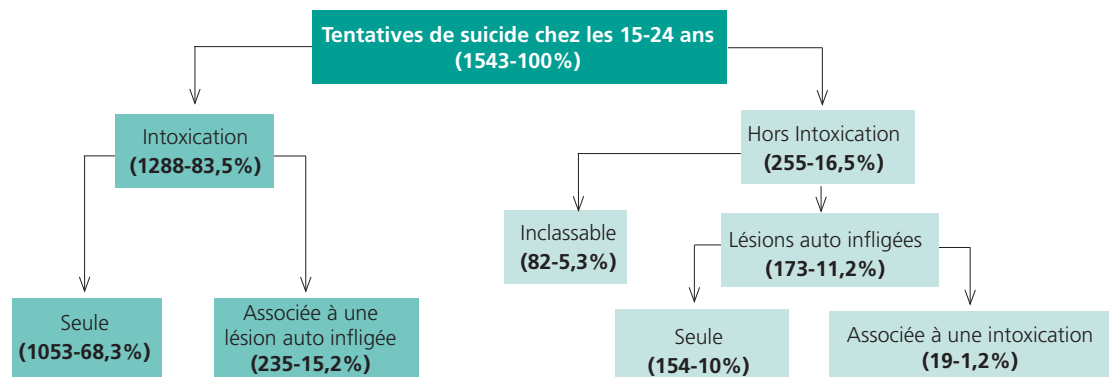 Tentatives de suicide chez les 15-24 ans
(1543-100%)
Intoxication
(1288-83,5%)
Hors Intoxication
(255-16,5%)
Inclassable
(82-5,3%)
Lésions auto infligées
(173-11,2%)
Seule
(1053-68,3%)
Associée à une
lésion auto infligée
(235-15,2%)
Seule
(154-10%)
Associée à une intoxication
(19-1,2%)